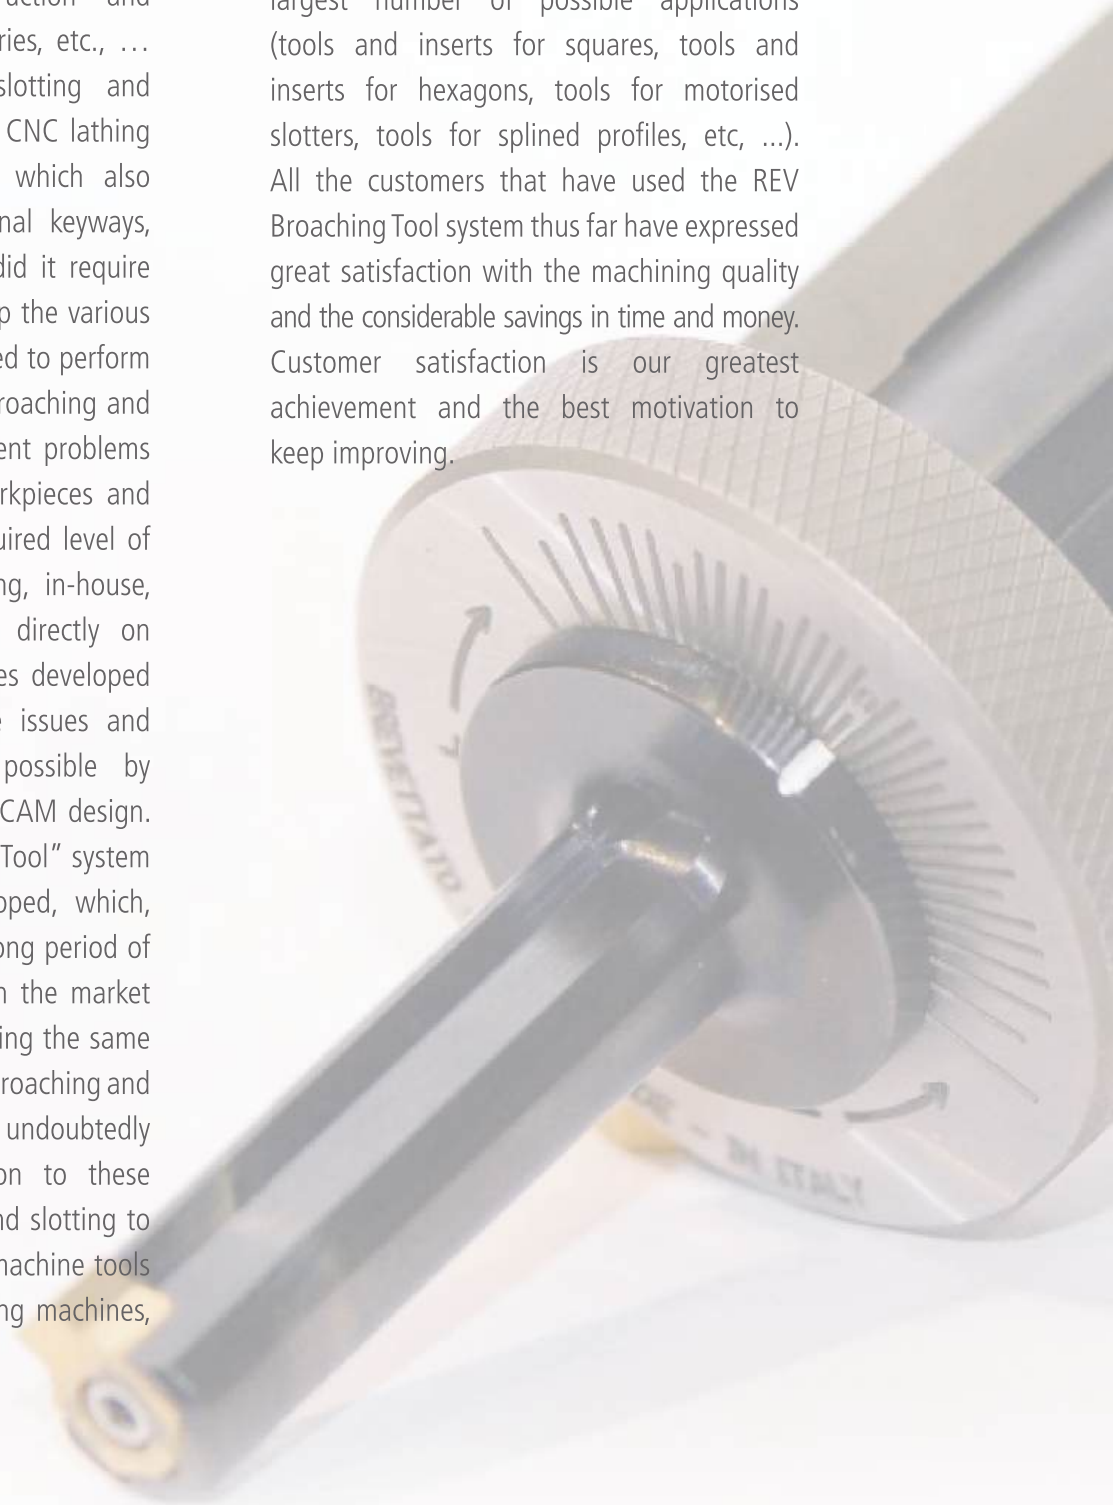 ruction and
ries, etc., …
slotting and
CNC lathing
which also
nal keyways,
did it require
p the various
ed to perform
roaching and
ent problems
rkpieces and
uired level of
ng, in-house,
directly on
es developed
e issues and
possible by
CAM design.
Tool” system
oped, which,
ong period of
n the market
ing the same
roaching and
undoubtedly
on to these
nd slotting to
machine tools
ng machines,
largest number of possible applications
(tools and inserts for squares, tools and
inserts for hexagons, tools for motorised
slotters, tools for splined profiles, etc, ...).
All the customers that have used the REV
Broaching Tool system thus far have expressed
great satisfaction with the machining quality
and the considerable savings in time and money.
Customer satisfaction is our greatest
achievement and the best motivation to
keep improving.
BREVETTATO
- IN ITALY